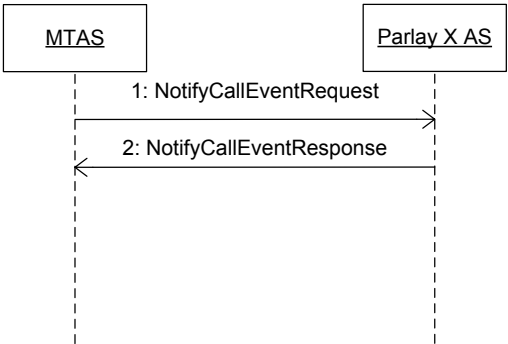 MTAS
Parlay X AS
1: NotifyCallEventRequest
2: NotifyCallEventResponse